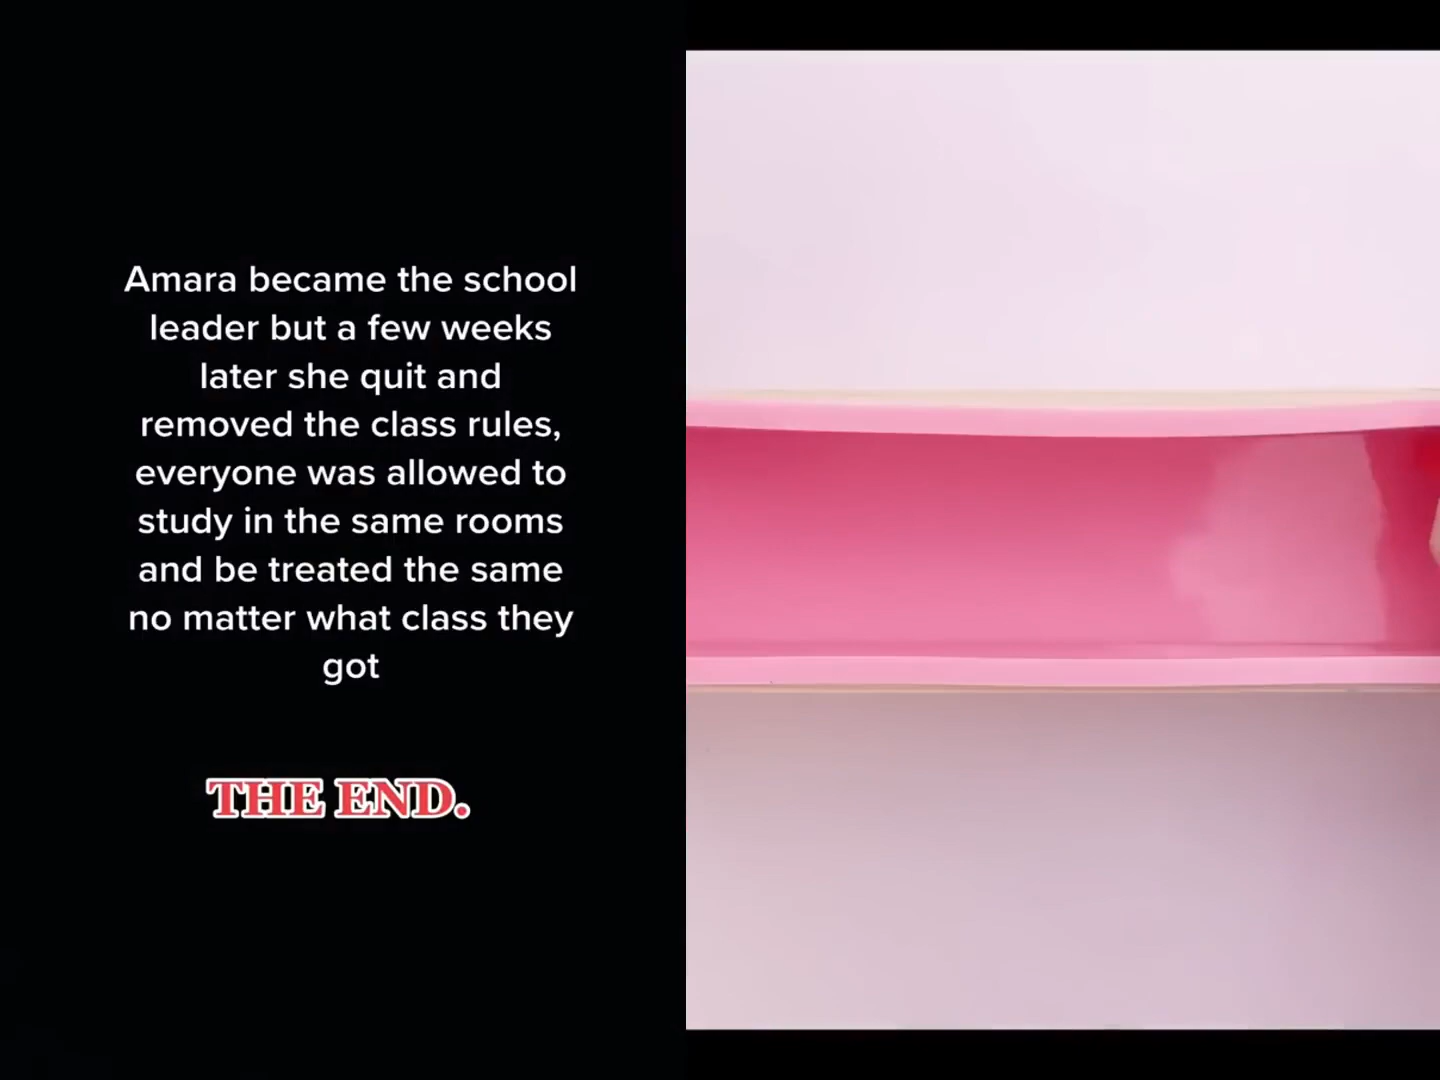 Amara became the school
leader but a few weeks
later she quit and
removed the class rules,
everyone was allowed to
study in the same rooms
and be treated the same
no matter what class they
got
THE END.